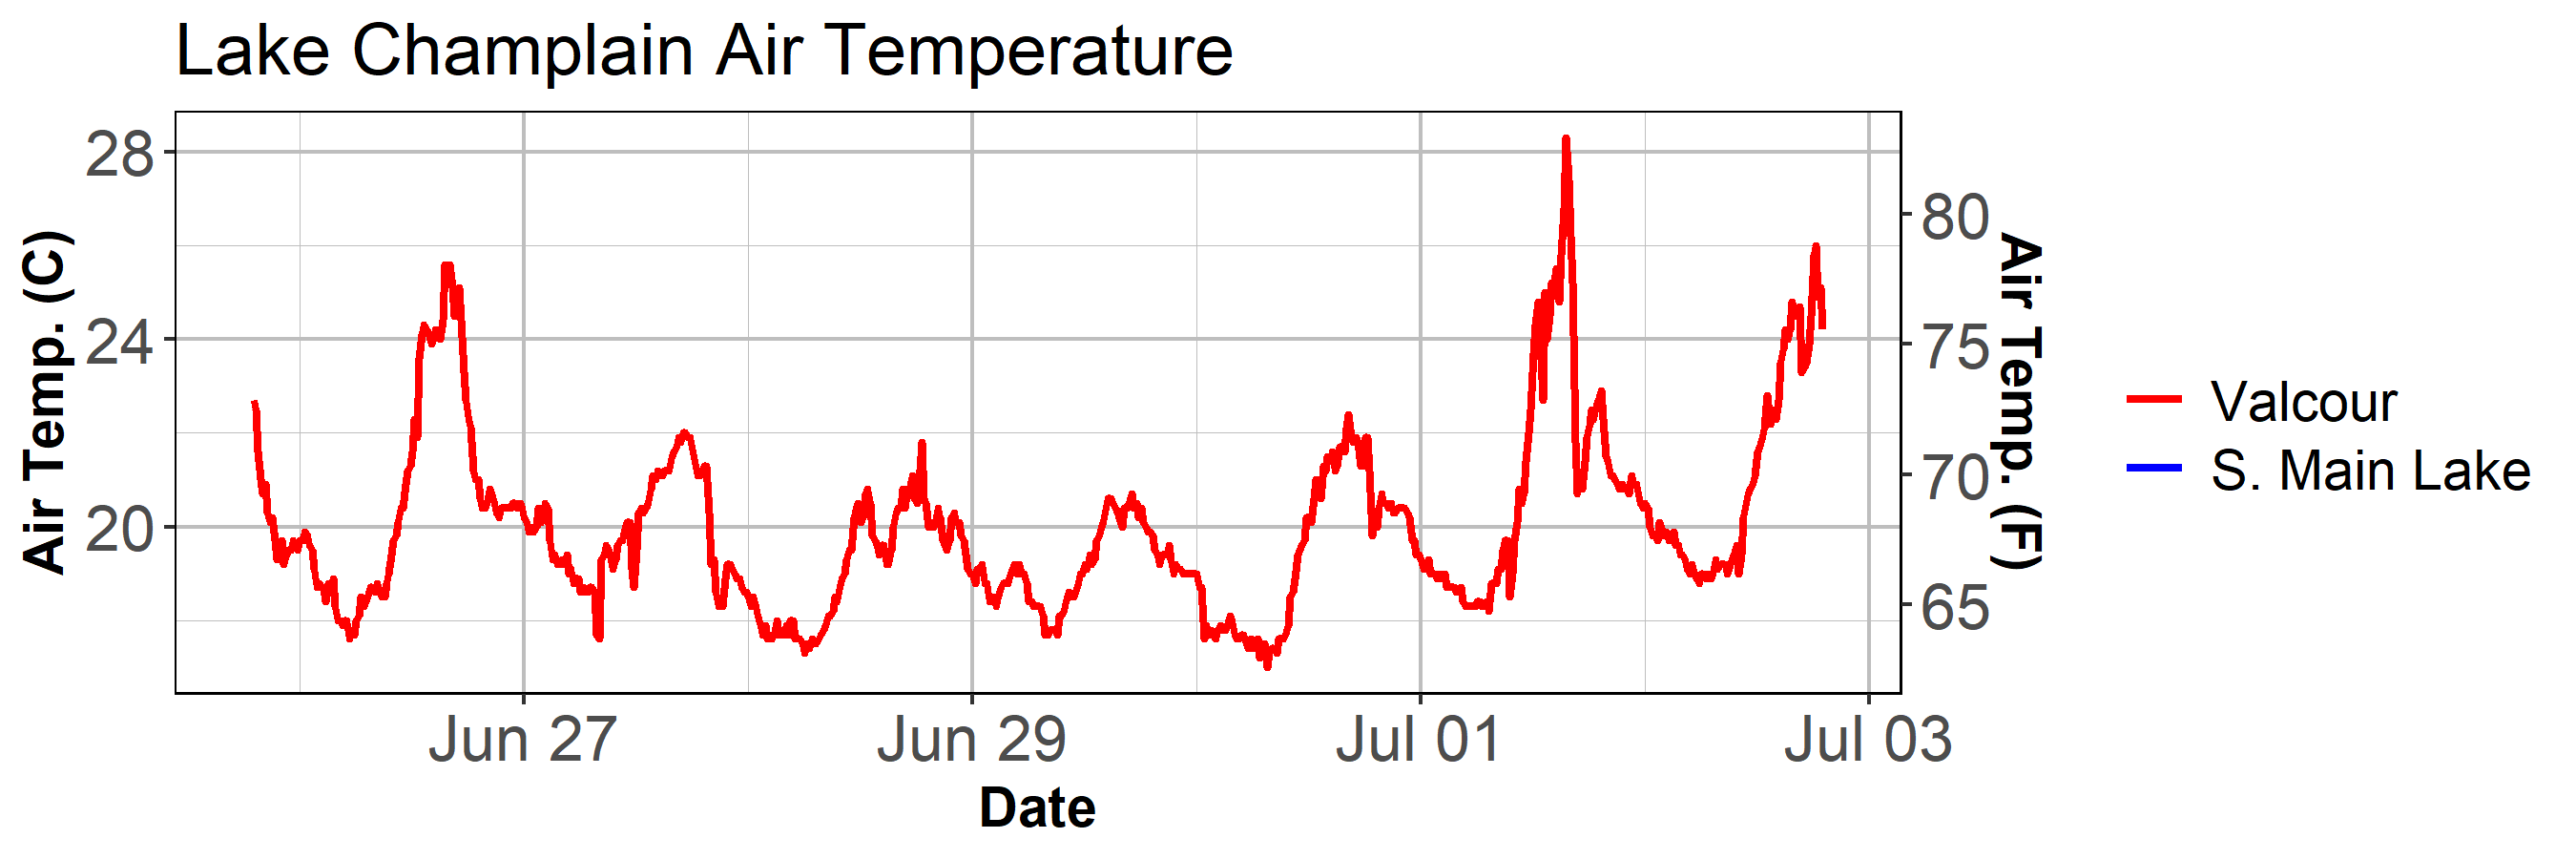 Lake Champlain Air Temperature
Air Temp. (C)
28
24
20
80
75
70
65
Air Temp. (F)
Jun 27
Jun 29
Jul 01
Jul 03
Date
Valcour
S. Main Lake